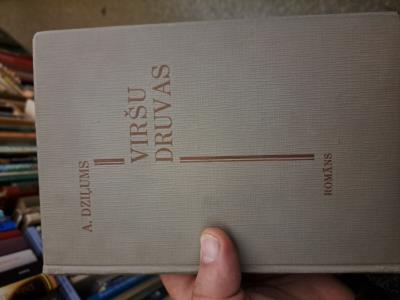 A. DZIĻUMS
VIRŠU
DRUVAS
ROMĀNS